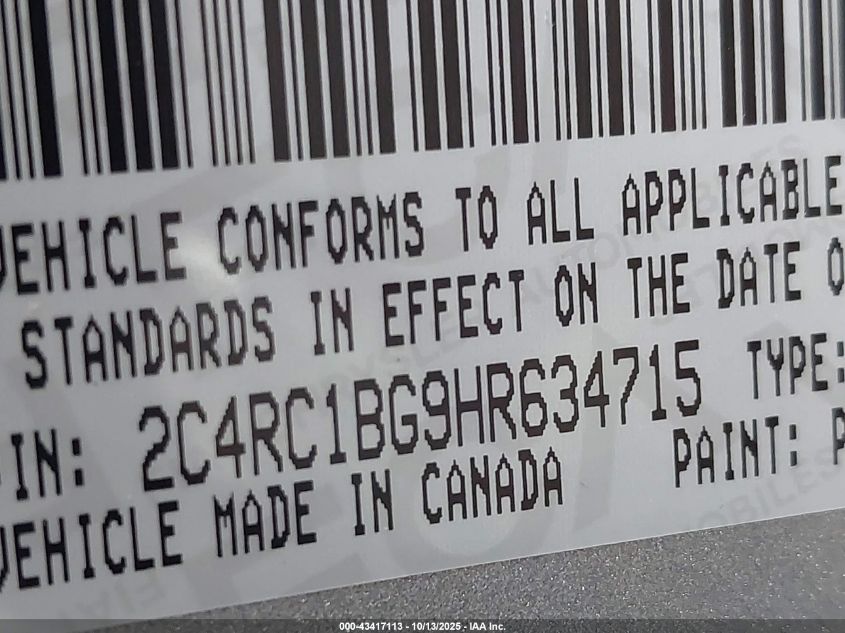 VEHICLE CONFORMS TO ALL APPLICABLE
STANDARDS IN EFFECT ON THE DATE O
IN: 2C4RC1BG9HR634715 TYPE:
VEHICLE MADE IN CANADA PAINT: P
000-43417113 - 10/13/2025 - IAA Inc.